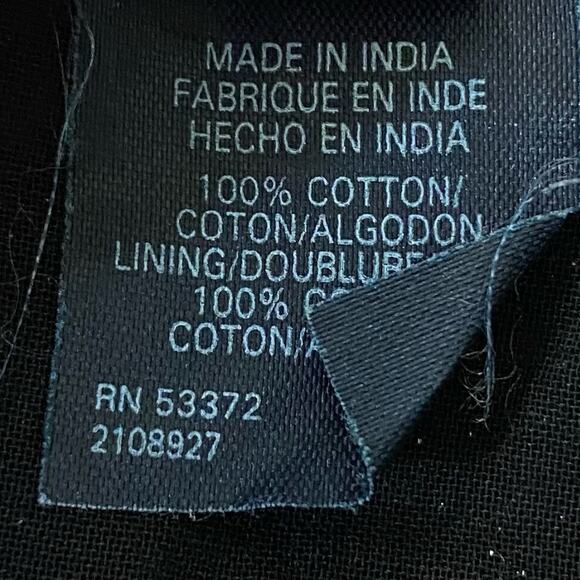 MADE IN INDIA
FABRIQUE EN INDE
HECHO EN INDIA
100% COTTON/
COTON/ALGODON
LINING/DOUBLURE
100%
COTON/
RN 53372
2108927